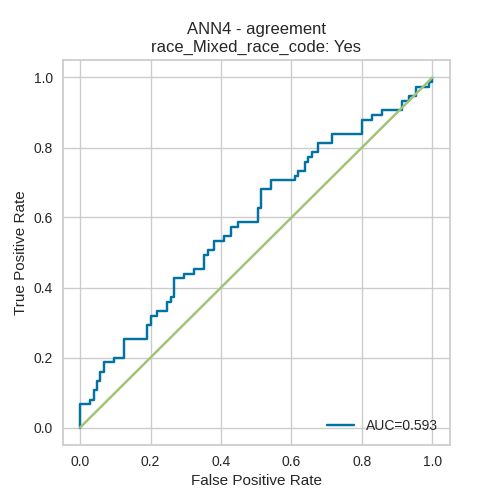 ANN4 - agreement
race_Mixed_race_code: Yes
1.0
0.8
0.6
0.4
0.2
0.0
True Positive Rate
0.0 0.2 0.4 0.6 0.8 1.0
False Positive Rate
AUC=0.593